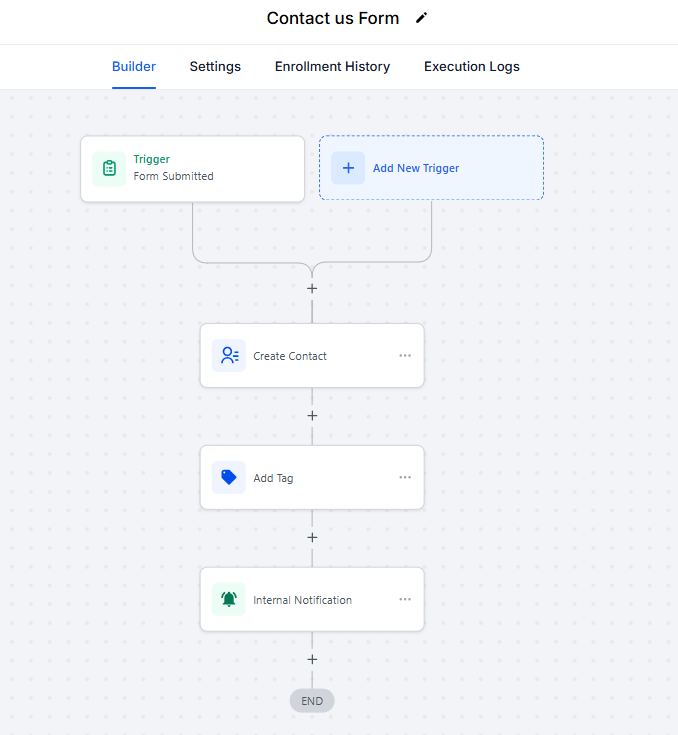 Contact us Form
Builder Settings Enrollment History Execution Logs
Trigger
Form Submitted
Add New Trigger
Create Contact
Add Tag
Internal Notification
END